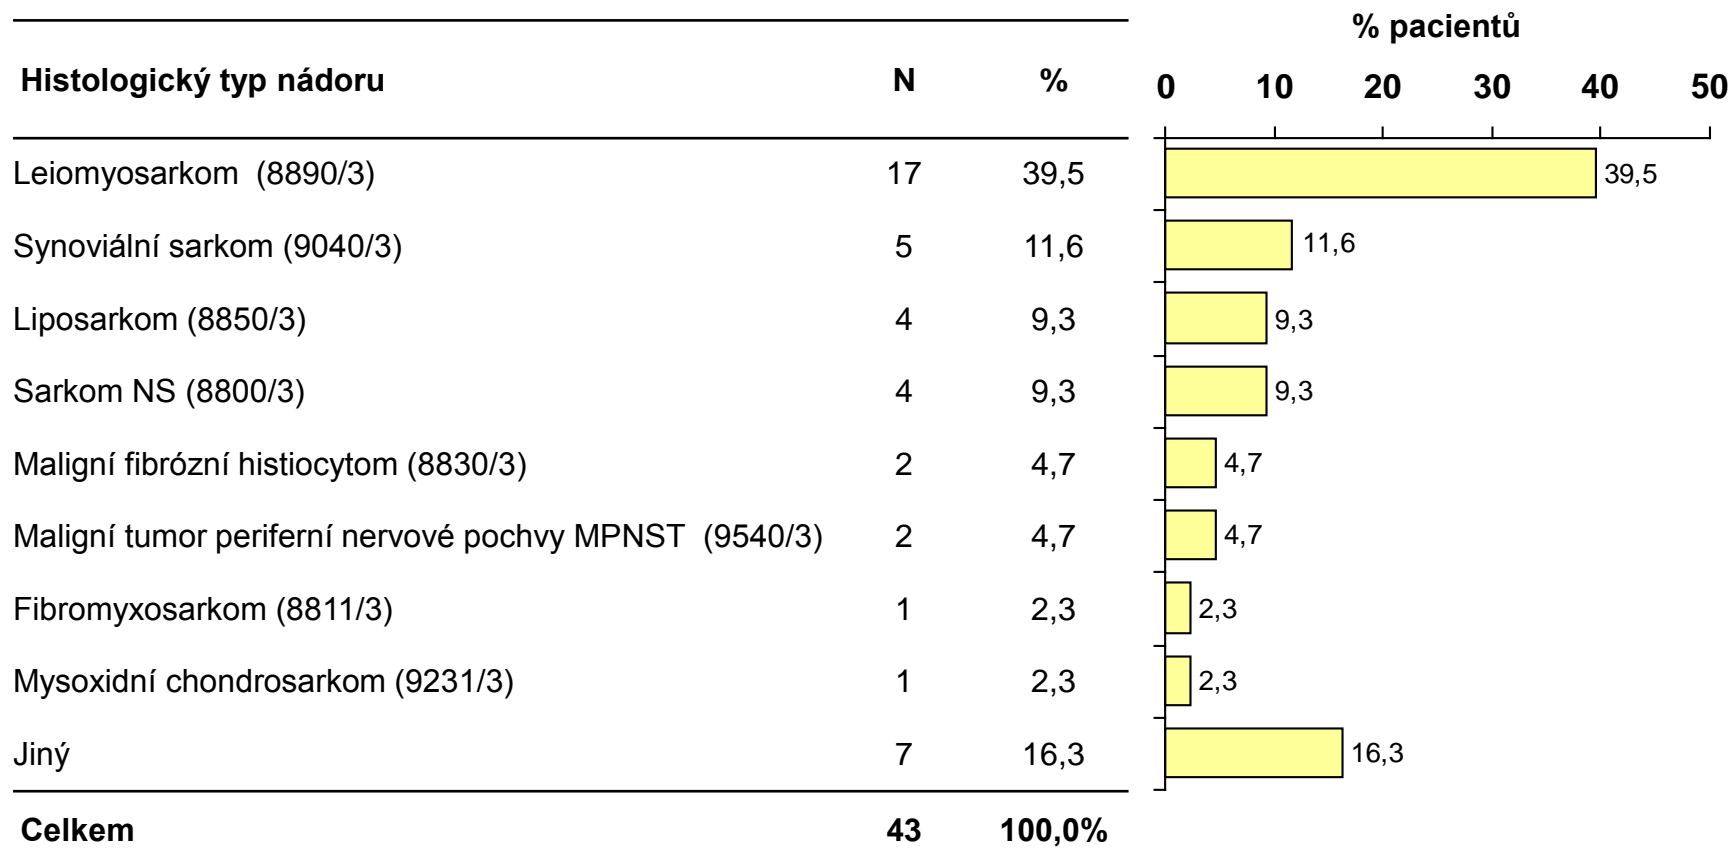 % pacientů
Histologický typ nádoru N % 0 10 20 30 40 50
Leiomyosarkom (8890/3) 17 39,5 39,5
Synoviální sarkom (9040/3) 5 11,6 11,6
Liposarkom (8850/3) 4 9,3 9,3
Sarkom NS (8800/3) 4 9,3 9,3
Maligní fibrózní histiocytom (8830/3) 2 4,7 4,7
Maligní tumor periferní nervové pochvy MPNST (9540/3) 2 4,7 4,7
Fibromyxosarkom (8811/3) 1 2,3 2,3
Mysoxidní chondrosarkom (9231/3) 1 2,3 2,3
Jiný 7 16,3 16,3
Celkem 43 100,0%